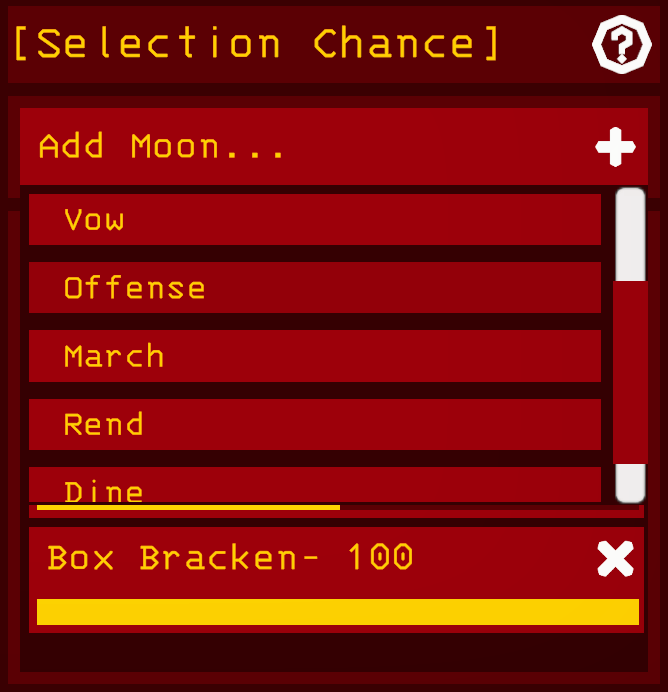 [Selection Chance]
?
Add Moon...
Vow
Offense
March
Rend
Dine
Box Bracken- 100